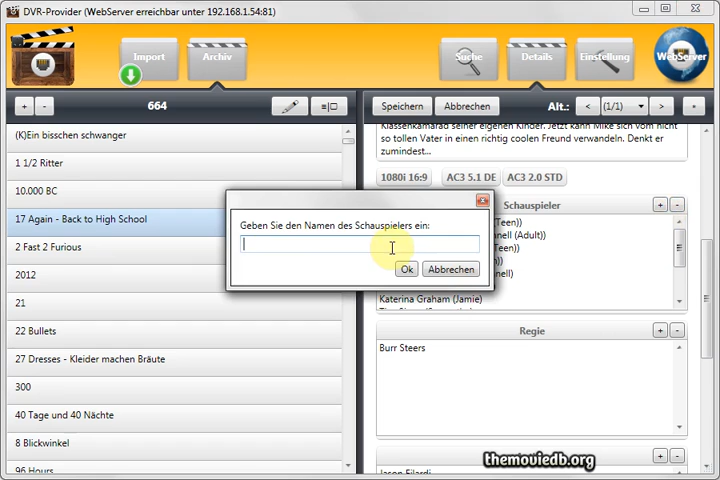 DVR-Provider (WebServer erreichbar unter 192.168.1.54:81)
Import
Archiv
Suche
Details
Einstellung
WebServer
+ -
664
Speichern
Abbrechen
Alt.:
<
(1/1)
>
(K)Ein bisschen schwanger
1 1/2 Ritter
10.000 BC
17 Again - Back to High School
2 Fast 2 Furious
2012
21
22 Bullets
27 Dresses - Kleider machen Bräute
300
40 Tage und 40 Nächte
8 Blickwinkel
96 Hours
Klassenkamerad seiner eigenen Kinder. Jetzt kann Mike sich vom nicht
so tollen Vater in einen richtig coolen Freund verwandeln. Denkt er
zumindest...
1080i 16:9
AC3 5.1 DE
AC3 2.0 STD
Schauspieler
+ -
(Teen))
nell (Adult))
Teen))
))
nell)
Katerina Graham (Jamie)
Geben Sie den Namen des Schauspielers ein:
Ok
Abbrechen
Regie
+ -
Burr Steers
+ -
Jason Filardi
themoviedb.org